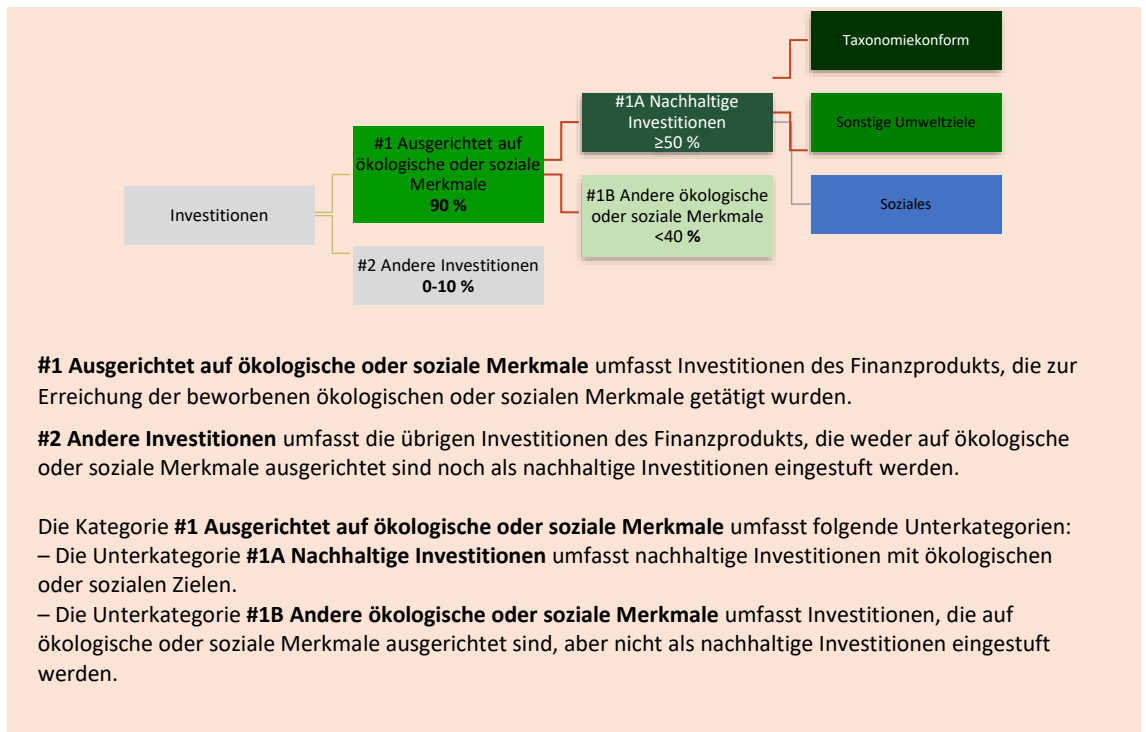 Taxonomiekonform
#1A Nachhaltige
Investitionen
≥50 %
Sonstige Umweltziele
#1 Ausgerichtet auf
ökologische oder soziale
Merkmale
90 %
#1B Andere ökologische
oder soziale Merkmale
<40 %
Soziales
Investitionen
#2 Andere Investitionen
0-10 %
#1 Ausgerichtet auf ökologische oder soziale Merkmale umfasst Investitionen des Finanzprodukts, die zur
Erreichung der beworbenen ökologischen oder sozialen Merkmale getätigt wurden.
#2 Andere Investitionen umfasst die übrigen Investitionen des Finanzprodukts, die weder auf ökologische
oder soziale Merkmale ausgerichtet sind noch als nachhaltige Investitionen eingestuft werden.
Die Kategorie #1 Ausgerichtet auf ökologische oder soziale Merkmale umfasst folgende Unterkategorien:
– Die Unterkategorie #1A Nachhaltige Investitionen umfasst nachhaltige Investitionen mit ökologischen
oder sozialen Zielen.
– Die Unterkategorie #1B Andere ökologische oder soziale Merkmale umfasst Investitionen, die auf
ökologische oder soziale Merkmale ausgerichtet sind, aber nicht als nachhaltige Investitionen eingestuft
werden.